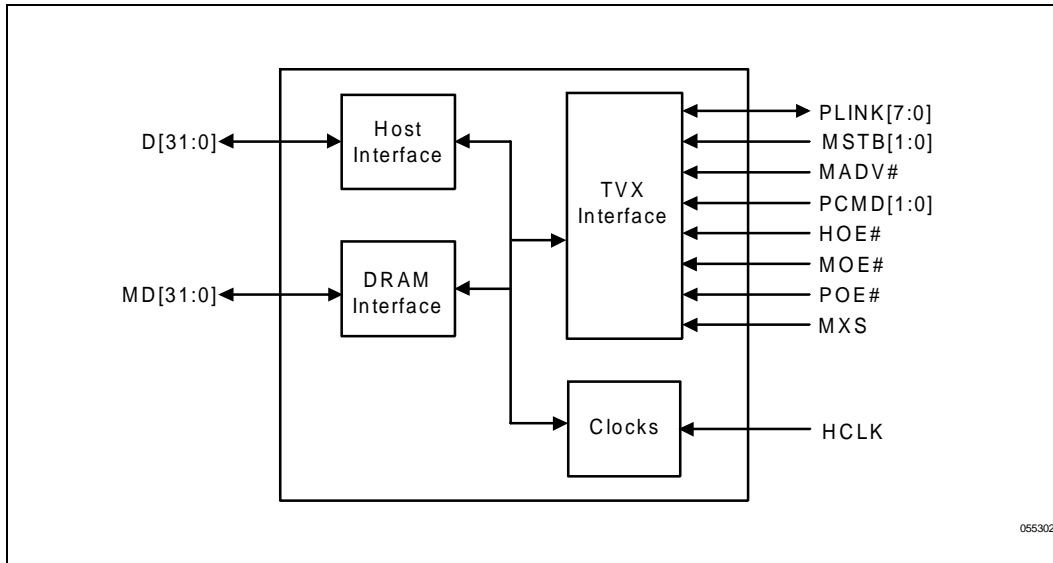 D[31:0]
MD[31:0]
Host
Interface
DRAM
Interface
TVX
Interface
Clocks
PLINK[7:0]
MSTB[1:0]
MADV#
PCMD[1:0]
HOE#
MOE#
POE#
MXS
HCLK
055302